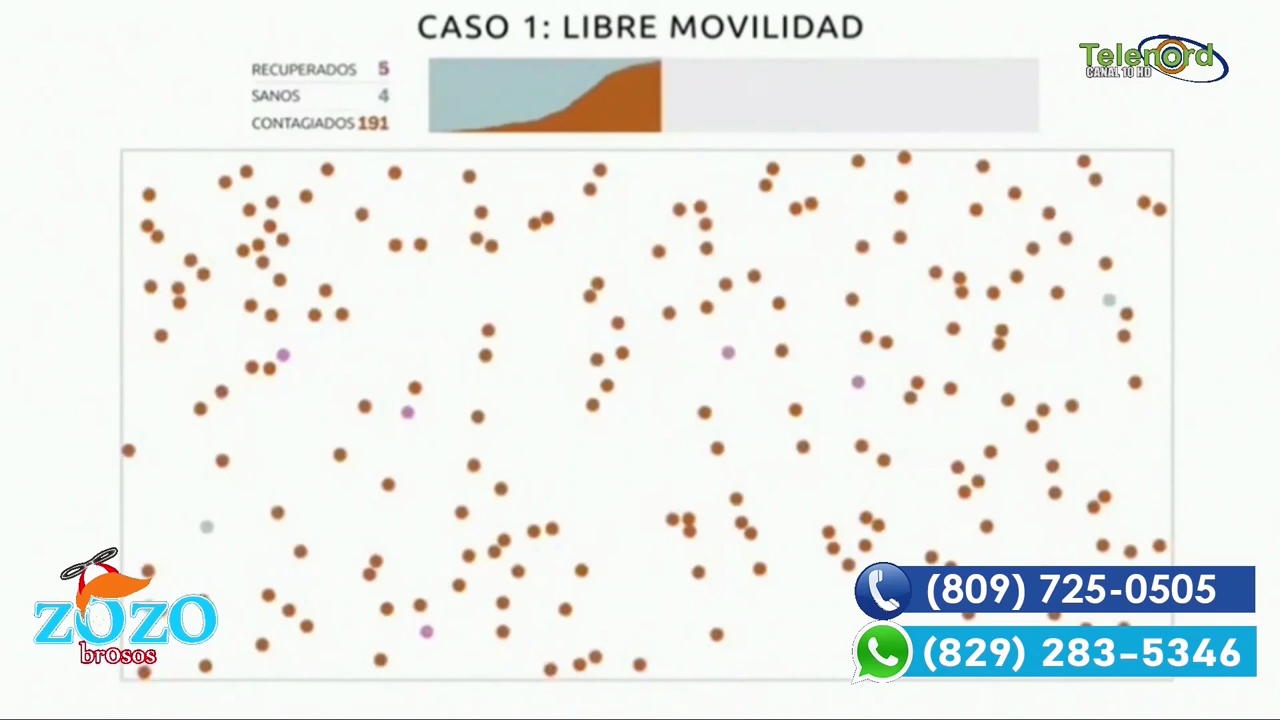 CASO 1: LIBRE MOVILIDAD
RECUPERADOS 5
SANOS 4
CONTAGIADOS 191
Telenord
CANAL 10 HD
ZOZO
brosos
(809) 725-0505
(829) 283-5346